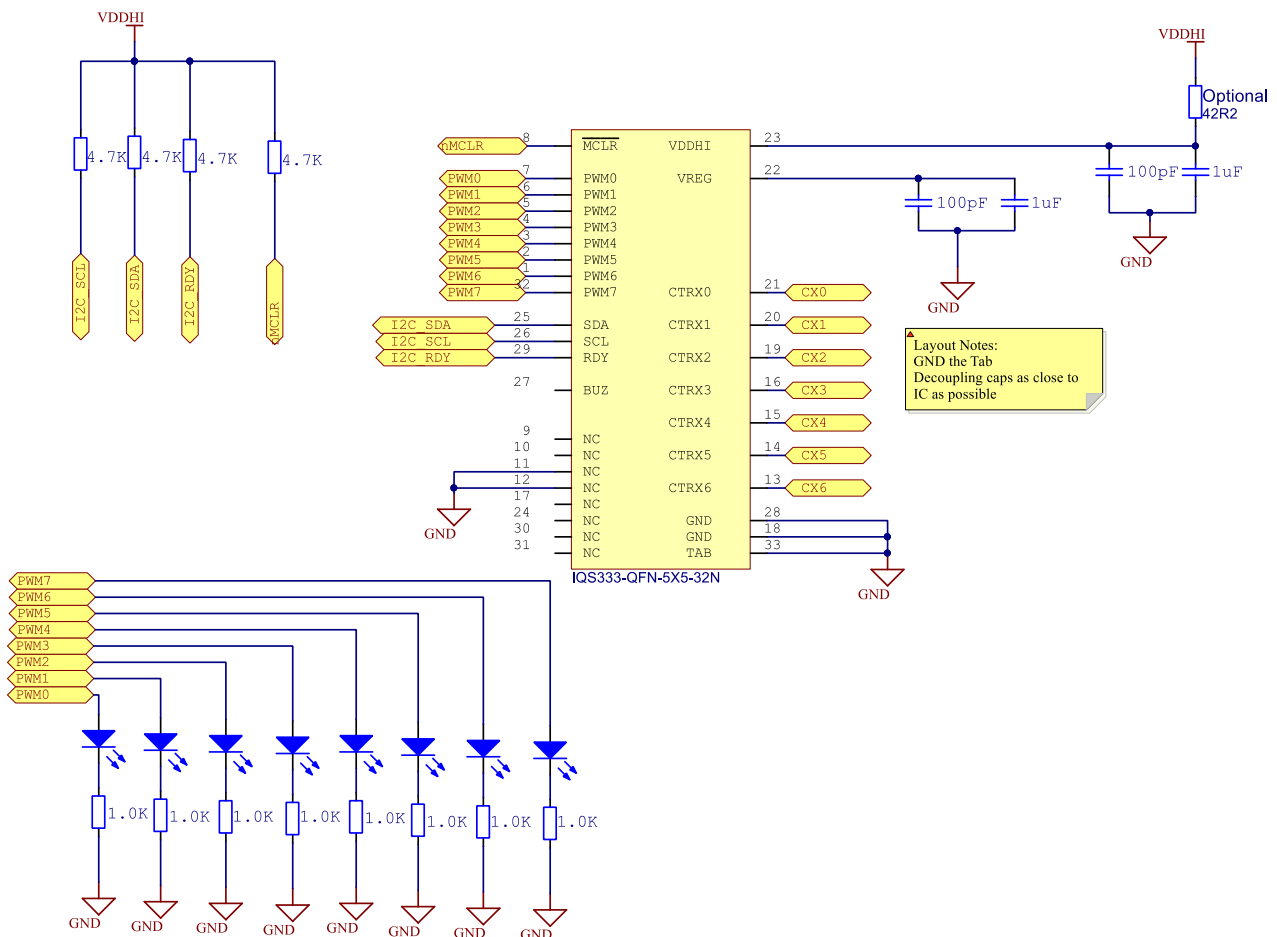 VDDHI
4.7K
4.7K
4.7K
4.7K
I2C_SCL
I2C_SDA
I2C_RDY
nMCLR
VDDHI
Optional
42R2
100pF
1uF
GND
100pF
1uF
GND
nMCLR 8 MCLR
PWM0 7 PWM0
PWM1 6 PWM1
PWM2 5 PWM2
PWM3 4 PWM3
PWM4 3 PWM4
PWM5 2 PWM5
PWM6 1 PWM6
PWM7 32 PWM7
I2C_SDA 25 SDA
I2C_SCL 26 SCL
I2C_RDY 29 RDY
27 BUZ
9 NC
10 NC
11 NC
12 NC
17 NC
24 NC
30 NC
31 NC
GND
VDDHI 23
VREG 22
CTRX0 21 CX0
CTRX1 20 CX1
CTRX2 19 CX2
CTRX3 16 CX3
CTRX4 15 CX4
CTRX5 14 CX5
CTRX6 13 CX6
GND 28
GND 18
TAB 33
GND
IQS333-QFN-5X5-32N
Layout Notes:
GND the Tab
Decoupling caps as close to
IC as possible
PWM7
PWM6
PWM5
PWM4
PWM3
PWM2
PWM1
PWM0
1.0K
1.0K
1.0K
1.0K
1.0K
1.0K
1.0K
1.0K
GND
GND
GND
GND
GND
GND
GND
GND